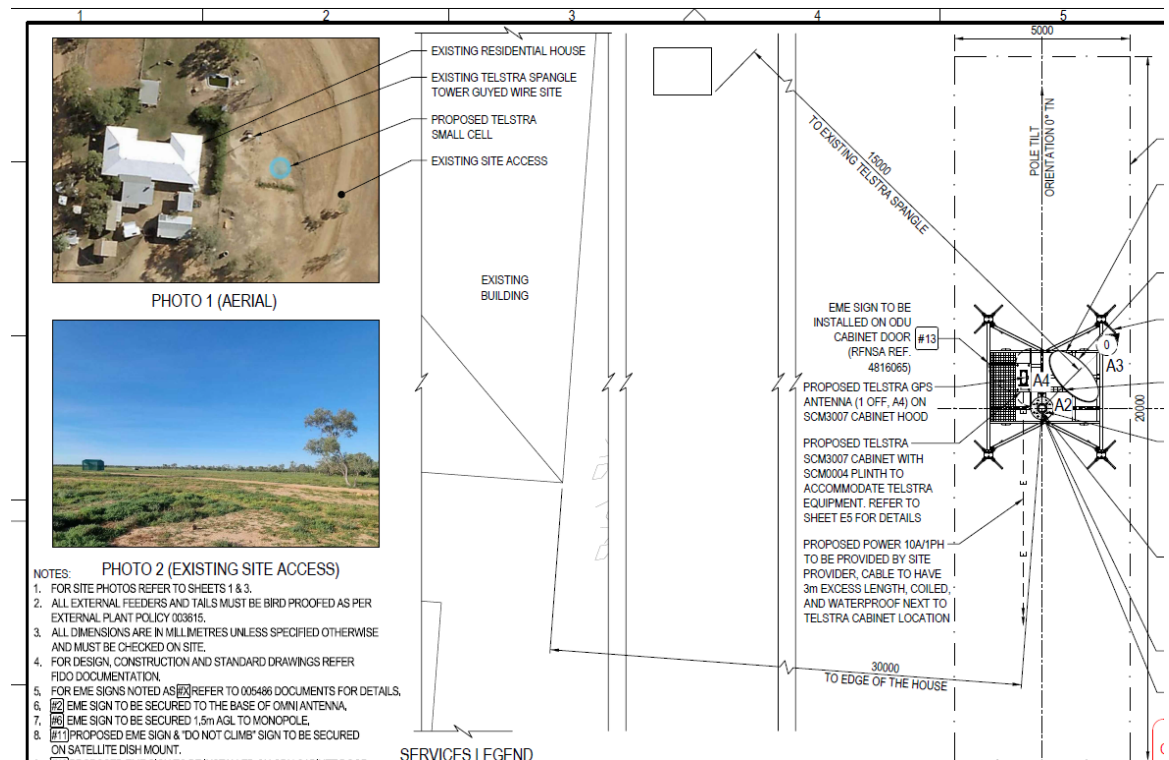 1
2
3
4
5
EXISTING RESIDENTIAL HOUSE
EXISTING TELSTRA SPANGLE
TOWER GUYED WIRE SITE
PROPOSED TELSTRA
SMALL CELL
EXISTING SITE ACCESS
PHOTO 1 (AERIAL)
PHOTO 2 (EXISTING SITE ACCESS)
NOTES:
1. FOR SITE PHOTOS REFER TO SHEETS 1 & 3.
2. ALL EXTERNAL FEEDERS AND TAILS MUST BE BIRD PROOFED AS PER
EXTERNAL PLANT POLICY 003615.
3. ALL DIMENSIONS ARE IN MILLIMETRES UNLESS SPECIFIED OTHERWISE
AND MUST BE CHECKED ON SITE.
4. FOR DESIGN, CONSTRUCTION AND STANDARD DRAWINGS REFER
FIDO DOCUMENTATION.
5. FOR EME SIGNS NOTED AS #X REFER TO 005486 DOCUMENTS FOR DETAILS.
6. #2 EME SIGN TO BE SECURED TO THE BASE OF OMNI ANTENNA.
7. #6 EME SIGN TO BE SECURED 1.5m AGL TO MONOPOLE.
8. #11 PROPOSED EME SIGN & "DO NOT CLIMB" SIGN TO BE SECURED
ON SATELLITE DISH MOUNT.
EXISTING
BUILDING
SERVICES LEGEND
15000
TO EXISTING TELSTRA SPANGLE
5000
POLE TILT
ORIENTATION 0° TN
EME SIGN TO BE
INSTALLED ON ODU
CABINET DOOR
(RFNSA REF.
4816065)
#13
PROPOSED TELSTRA GPS
ANTENNA (1 OFF, A4) ON
SCM3007 CABINET HOOD
PROPOSED TELSTRA
SCM3007 CABINET WITH
SCM0004 PLINTH TO
ACCOMMODATE TELSTRA
EQUIPMENT. REFER TO
SHEET E5 FOR DETAILS
PROPOSED POWER 10A/1PH
TO BE PROVIDED BY SITE
PROVIDER, CABLE TO HAVE
3m EXCESS LENGTH, COILED,
AND WATERPROOF NEXT TO
TELSTRA CABINET LOCATION
0
A3
A4
A2
E
E
E
20000
30000
TO EDGE OF THE HOUSE